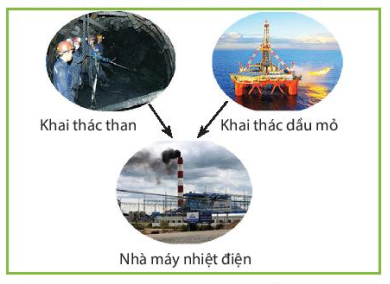 Khai thác than
Khai thác dầu mỏ
Nhà máy nhiệt điện